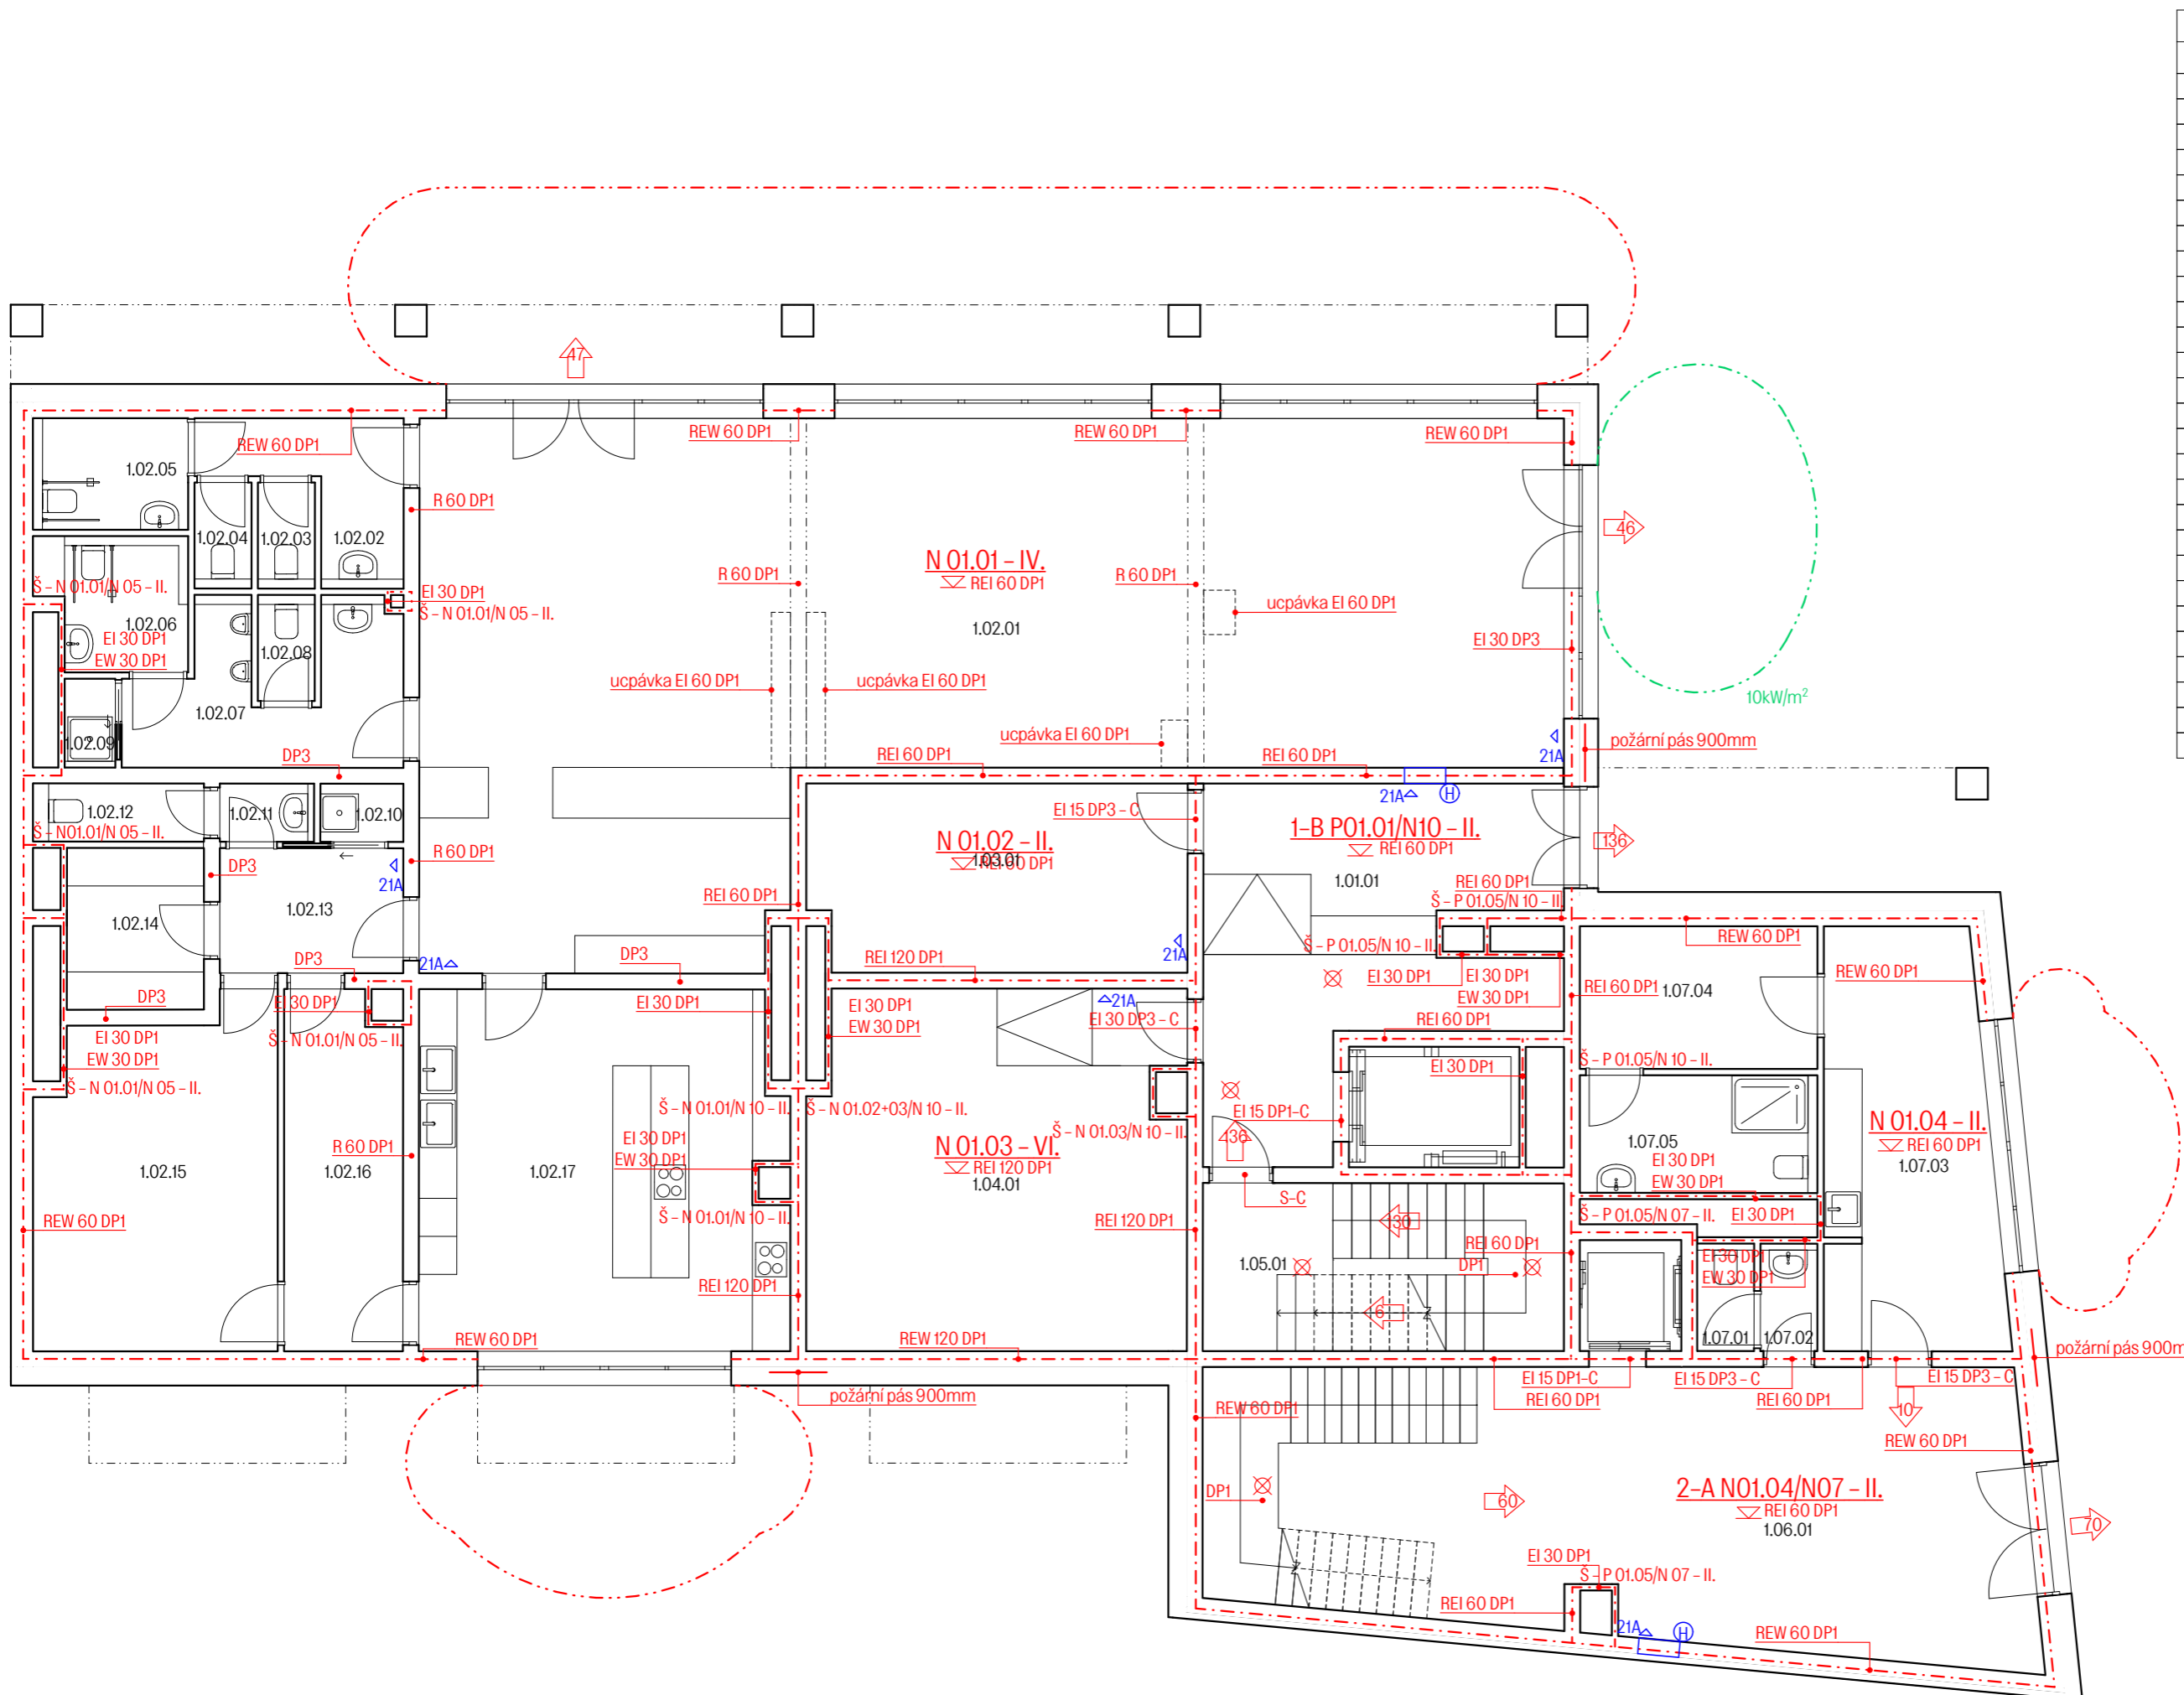 47
REW 60 DP1
REW 60 DP1
REW 60 DP1
REW 60 DP1
1.02.05
R 60 DP1
46
1.02.04
1.02.03
1.02.02
N 01.01 – IV.
REI 60 DP1
R 60 DP1
R 60 DP1
Š – N 01.01/N 05 – II.
EI 30 DP1
Š – N 01.01/N 05 – II.
ucpávka EI 60 DP1
1.02.06
1.02.01
EI 30 DP1
EW 30 DP1
1.02.08
EI 30 DP3
ucpávka EI 60 DP1
ucpávka EI 60 DP1
10kW/m²
1.02.07
1.02.09
ucpávka EI 60 DP1
požární pás 900mm
DP3
REI 60 DP1
REI 60 DP1
21A
21A
H
1.02.12
1.02.11
1.02.10
EI 15 DP3 – C
Š – N01.01/N 05 – II.
N 01.02 – II.
REI 60 DP1
1.03.01
1-B P01.01/N10 – II.
REI 60 DP1
136
R 60 DP1
DP3
21A
1.01.01
REI 60 DP1
Š – P 01.05/N 10 – II.
REI 60 DP1
1.02.13
1.02.14
REW 60 DP1
Š – P 01.05/N 10 – II.
21A
DP3
21A
DP3
REI 120 DP1
EI 30 DP1
EI 30 DP1
REW 60 DP1
DP3
EI 30 DP1
EI 30 DP1
EI 30 DP1
21A
EW 30 DP1
REI 60 DP1
1.07.04
EW 30 DP1
EI 30 DP3 – C
REI 60 DP1
EI 30 DP1
EW 30 DP1
Š – N 01.01/N 05 – II.
Š – N 01.01/N 05 – II.
EI 30 DP1
Š – P 01.05/N 10 – II.
Š – N 01.01/N 10 – II.
Š – N 01.02+03/N 10 – II.
EI 15 DP1-C
N 01.04 – II.
REI 60 DP1
1.07.03
EI 30 DP1
EW 30 DP1
Š – N 01.03/N 10 – II.
136
1.07.05
R 60 DP1
N 01.03 – VI.
REI 120 DP1
1.04.01
EI 30 DP1
EW 30 DP1
1.02.15
1.02.16
1.02.17
S-C
Š – N 01.01/N 10 – II.
Š – P 01.05/N 07 – II.
EI 30 DP1
REW 60 DP1
REI 120 DP1
130
REI 60 DP1
1.05.01
DP1
EI 30 DP1
EW 30 DP1
REI 120 DP1
6
REW 60 DP1
REW 120 DP1
1.07.01
1.07.02
požární pás 900m
EI 15 DP1-C
EI 15 DP3 – C
EI 15 DP3 – C
požární pás 900mm
REI 60 DP1
REI 60 DP1
REW 60 DP1
10
REW 60 DP1
DP1
60
2-A N01.04/N07 – II.
REI 60 DP1
1.06.01
70
EI 30 DP1
Š – P 01.05/N 07 – II.
REI 60 DP1
21A
H
REW 60 DP1